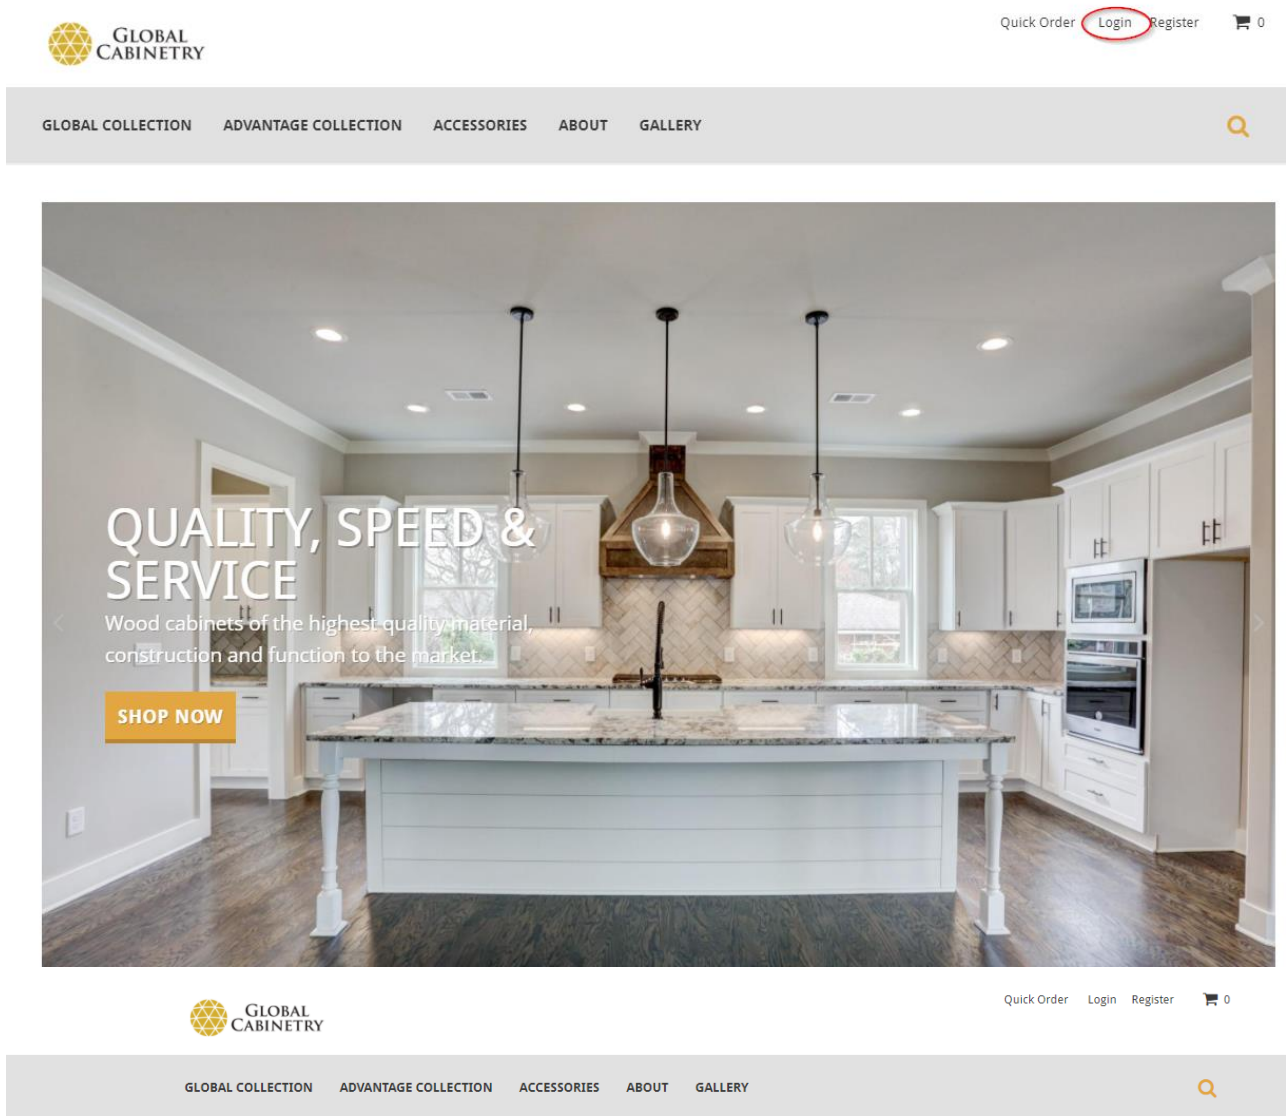 GLOBAL
CABINETRY
Quick Order Login Register 0
GLOBAL COLLECTION ADVANTAGE COLLECTION ACCESSORIES ABOUT GALLERY
QUALITY, SPEED &
SERVICE
Wood cabinets of the highest quality material,
construction and function to the market.
SHOP NOW
GLOBAL
CABINETRY
Quick Order Login Register 0
GLOBAL COLLECTION ADVANTAGE COLLECTION ACCESSORIES ABOUT GALLERY